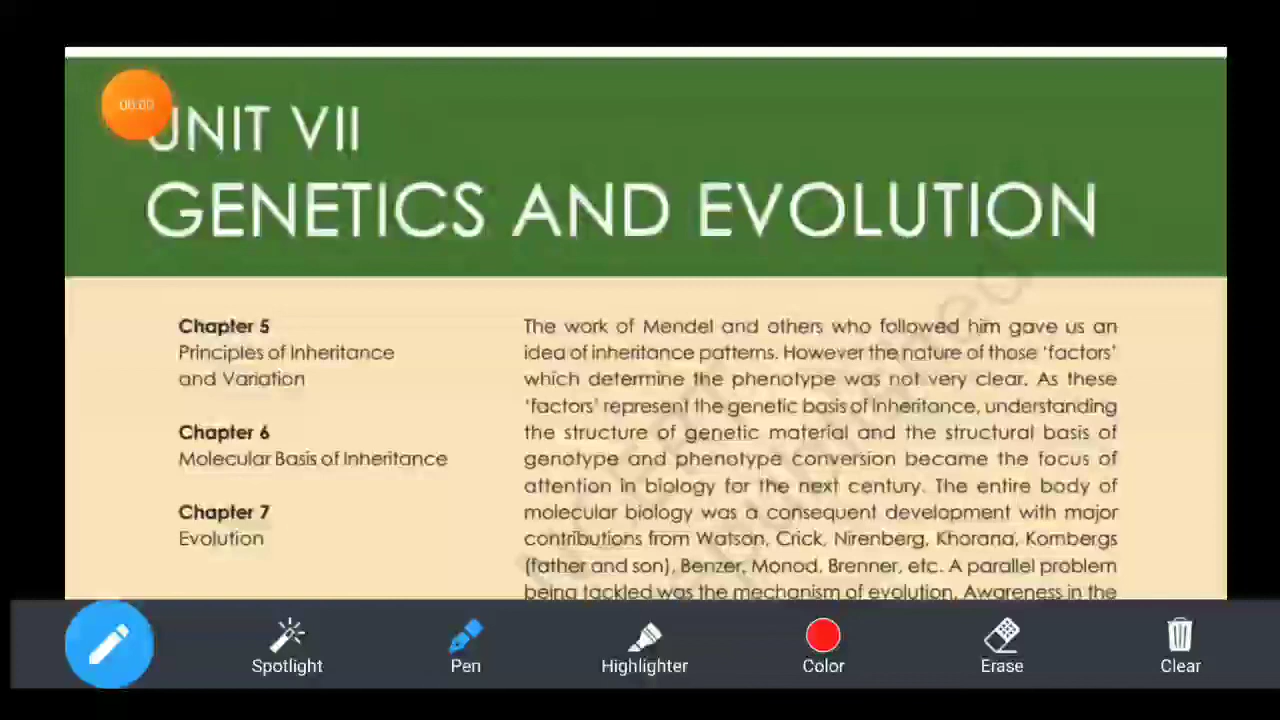 00:00
UNIT VII
GENETICS AND EVOLUTION
Chapter 5
Principles of Inheritance
and Variation
Chapter 6
Molecular Basis of Inheritance
Chapter 7
Evolution
The work of Mendel and others who followed him gave us an
idea of inheritance patterns. However the nature of those ‘factors’
which determine the phenotype was not very clear. As these
‘factors’ represent the genetic basis of inheritance, understanding
the structure of genetic material and the structural basis of
genotype and phenotype conversion became the focus of
attention in biology for the next century. The entire body of
molecular biology was a consequent development with major
contributions from Watson, Crick, Nirenberg, Khorana, Kornbergs
(father and son), Benzer, Monod, Brenner, etc. A parallel problem
being tackled was the mechanism of evolution. Awareness in the
Spotlight
Pen
Highlighter
Color
Erase
Clear